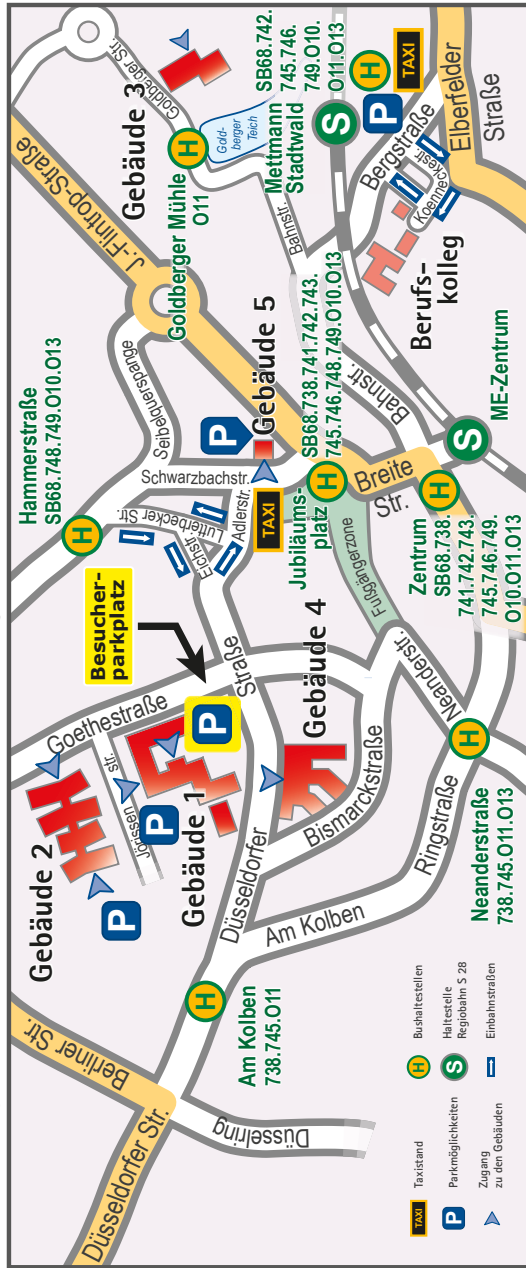 Hammerstraße
SB68.748.749.O10.O13
Goldberger Str.
J.-Flintrop-Straße
Seibelquerspange
Goldberger Mühle
O11
Gebäude 3
Gold-
berger
Teich
SB68.742.
745.746.
749.O10.
O11.O13
H
TAXI
P
S
Mettmann
Stadtwald
Bergstraße
Elberfelder
Straße
Koenneckestr.
Berufs-
kolleg
Bahnstr.
Bahnstr.
ME-Zentrum
S
Gebäude 5
P
Schwarzbachstr.
Lutterbecker Str.
Eichstr.
Adlerstr.
TAXI
Jubiläums-
platz
SB68.738.741.742.743.
745.746.748.749.O10.O13
H
H
H
Breite
Str.
Fußgängerzone
Zentrum
SB68.738.
741.742.743.
745.746.749.
O10.O11.O13
H
Besucher-
parkplatz
P
Goethestraße
Jörissen
str.
Gebäude 2
P
P
Gebäude 1
Düsseldorfer
Straße
Gebäude 4
Bismarckstraße
Neanderstr.
Ringstraße
Am Kolben
H
Neanderstraße
738.745.O11.O13
H
Am Kolben
738.745.O11
Berliner Str.
Düsseldorfer Str.
Düsselring
TAXI
Taxistand
P
Parkmöglichkeiten
Zugang
zu den Gebäuden
H
Bushaltestellen
S
Haltestelle
Regiobahn S 28
Einbahnstraßen